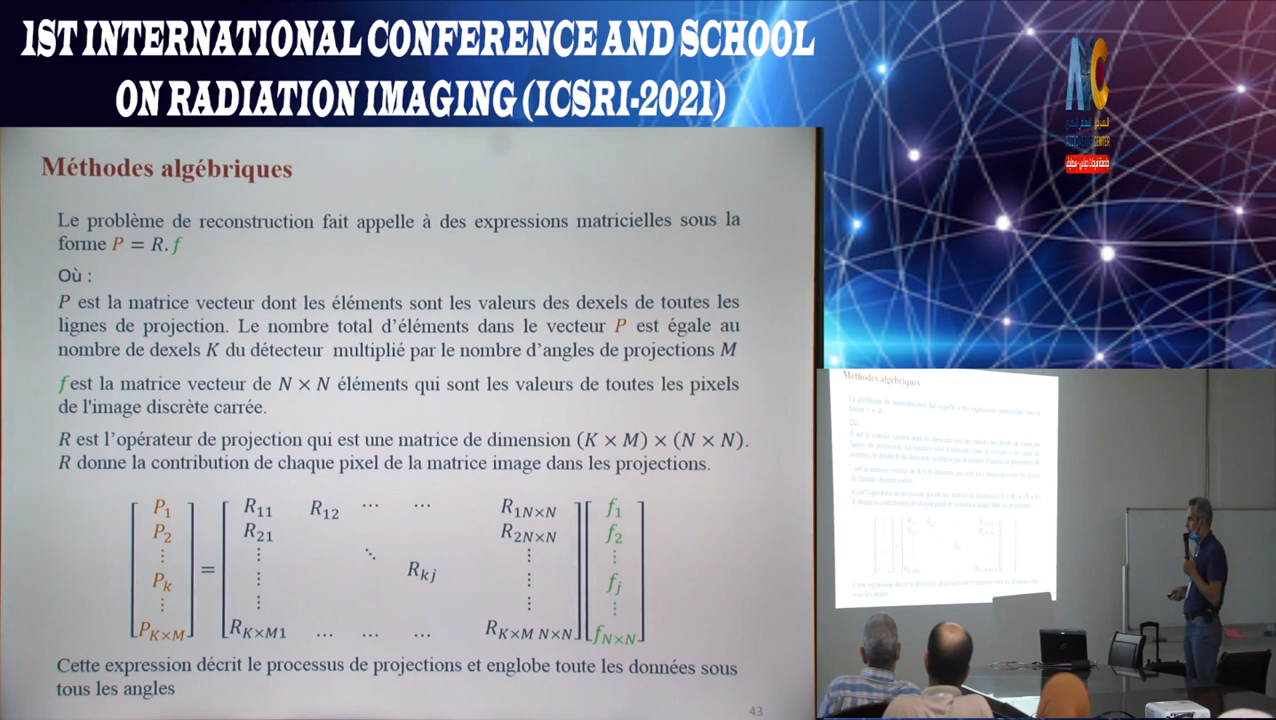 1ST INTERNATIONAL CONFERENCE AND SCHOOL
ON RADIATION IMAGING (ICSRI-2021)
Méthodes algébriques
Le problème de reconstruction fait appelle à des expressions matricielles sous la
forme P = R. f
Où :
P est la matrice vecteur dont les éléments sont les valeurs des dexels de toutes les
lignes de projection. Le nombre total d'éléments dans le vecteur P est égale au
nombre de dexels K du détecteur multiplié par le nombre d'angles de projections M
f est la matrice vecteur de N × N éléments qui sont les valeurs de toutes les pixels
de l'image discrète carrée.
R est l'opérateur de projection qui est une matrice de dimension (K × M) × (N × N).
R donne la contribution de chaque pixel de la matrice image dans les projections.
P1 R11 R12 ⋯ ⋯ R1N×N f1
P2 R21 R2N×N f2
⋮ ⋮ ⋱ ⋮ ⋮
Pk = ⋮ Rkj ⋮ fj
⋮ ⋮ ⋮ ⋮
PK×M RK×M1 … … … RK×M N×N fN×N
Cette expression décrit le processus de projections et englobe toute les données sous
tous les angles
43
Méthodes algébriques